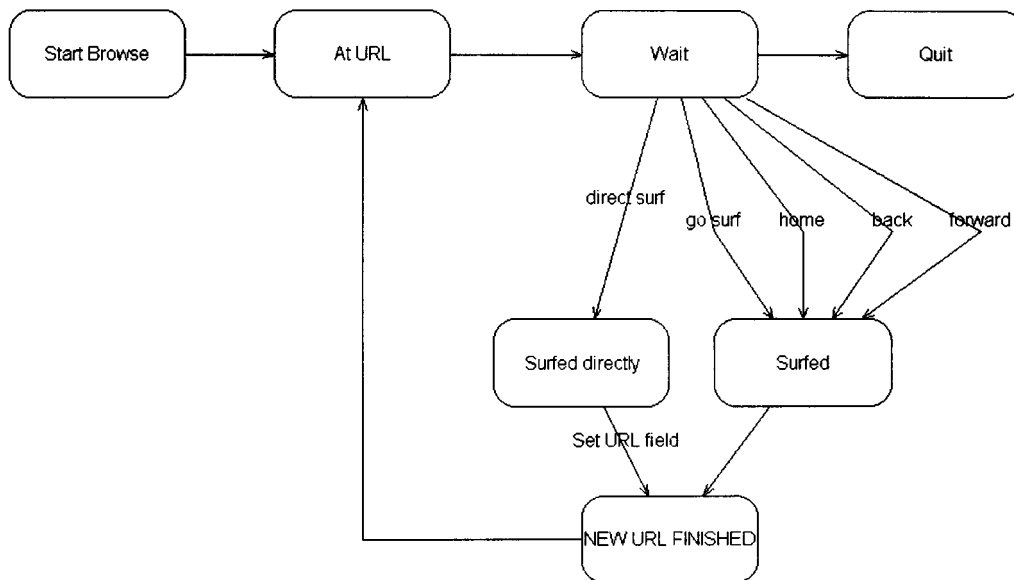 Start Browse
At URL
Wait
Quit
direct surf
go surf
home
back
forward
Surfed directly
Surfed
Set URL field
NEW URL FINISHED